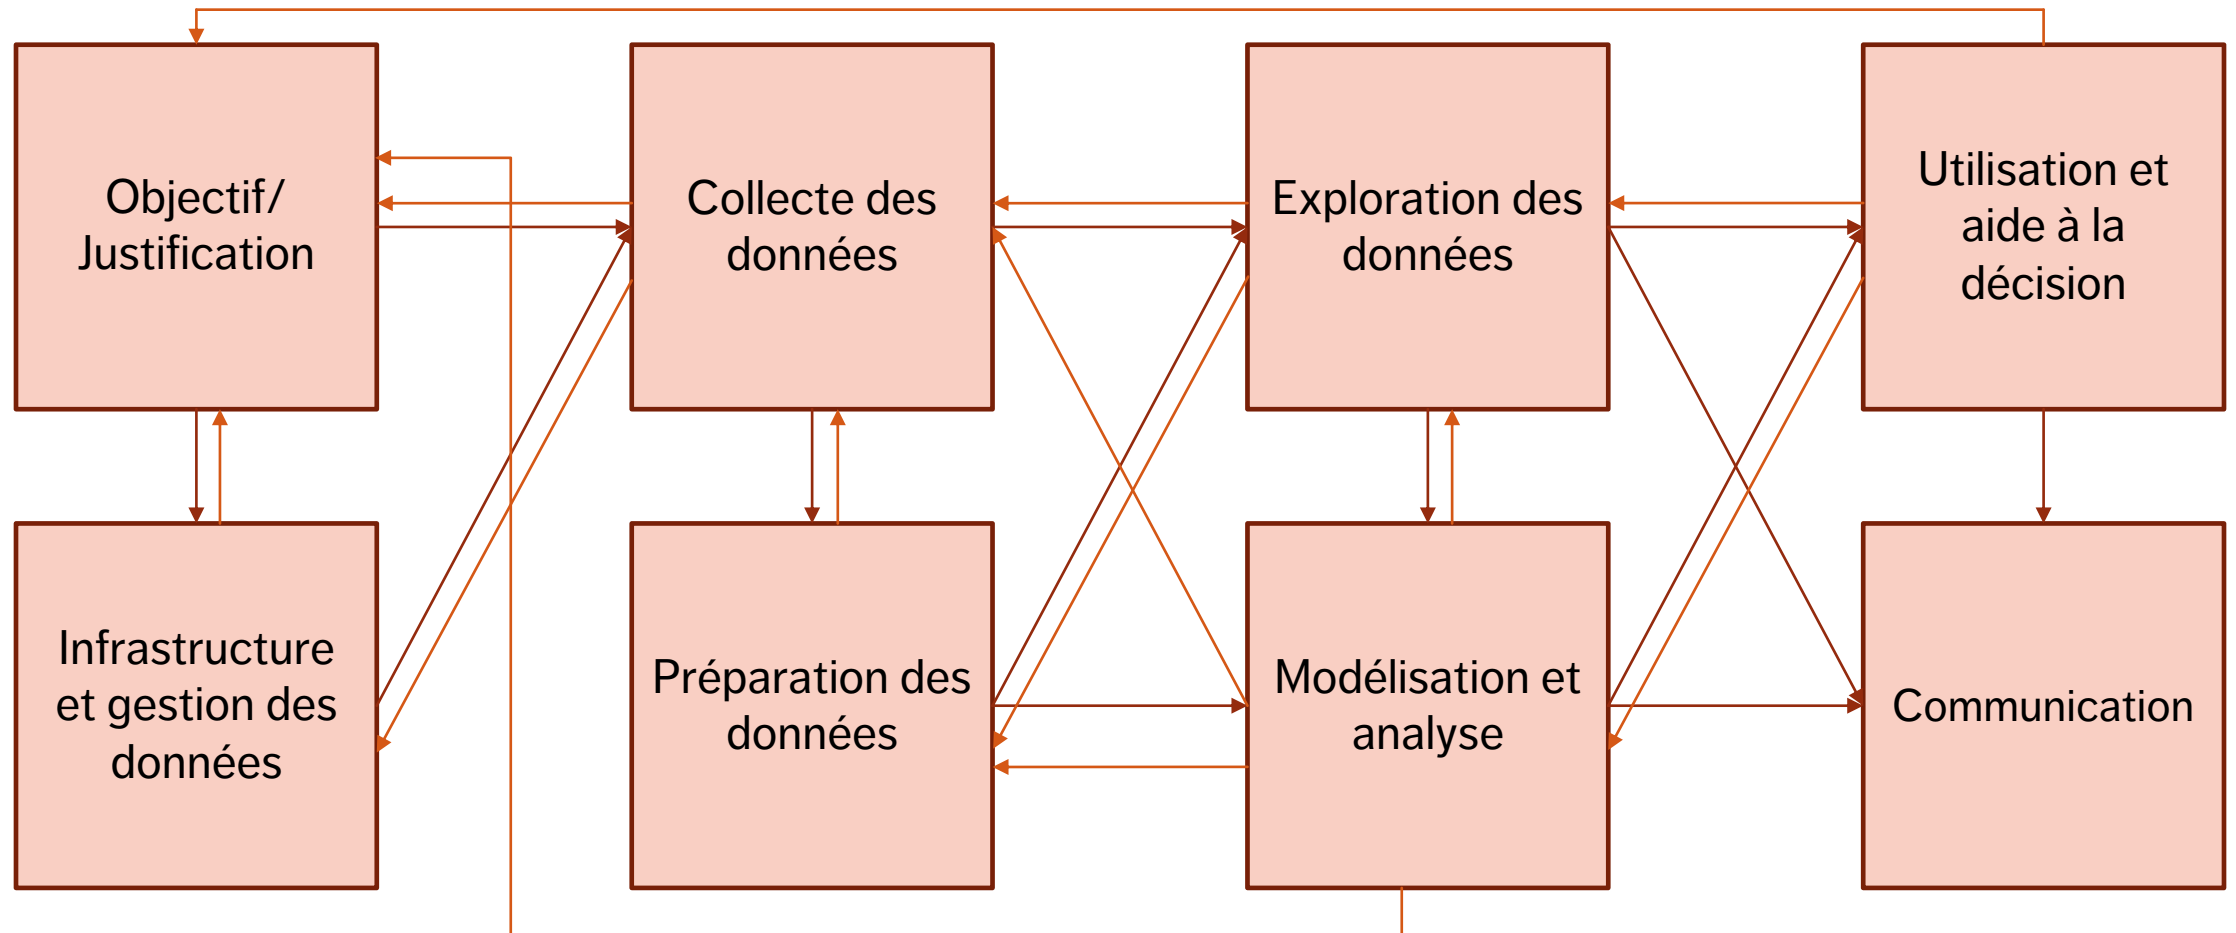 Objectif/
Justification
Collecte des
données
Exploration des
données
Utilisation et
aide à la
décision
Infrastructure
et gestion des
données
Préparation des
données
Modélisation et
analyse
Communication